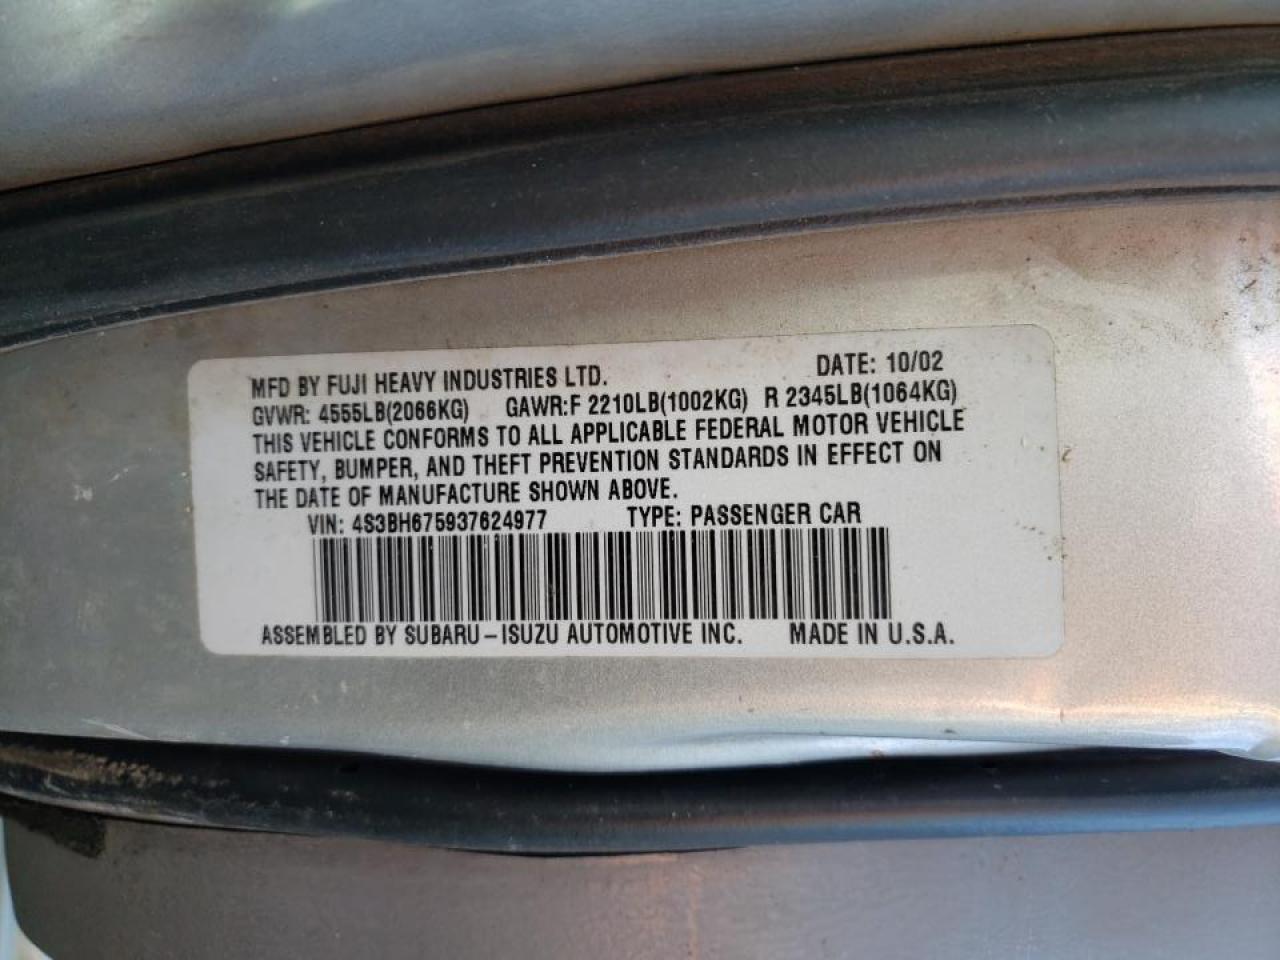 MFD BY FUJI HEAVY INDUSTRIES LTD. DATE: 10/02
GVWR: 4555LB(2066KG) GAWR:F 2210LB(1002KG) R 2345LB(1064KG)
THIS VEHICLE CONFORMS TO ALL APPLICABLE FEDERAL MOTOR VEHICLE
SAFETY, BUMPER, AND THEFT PREVENTION STANDARDS IN EFFECT ON
THE DATE OF MANUFACTURE SHOWN ABOVE.
VIN: 4S3BH675937624977 TYPE: PASSENGER CAR
ASSEMBLED BY SUBARU-ISUZU AUTOMOTIVE INC. MADE IN U.S.A.